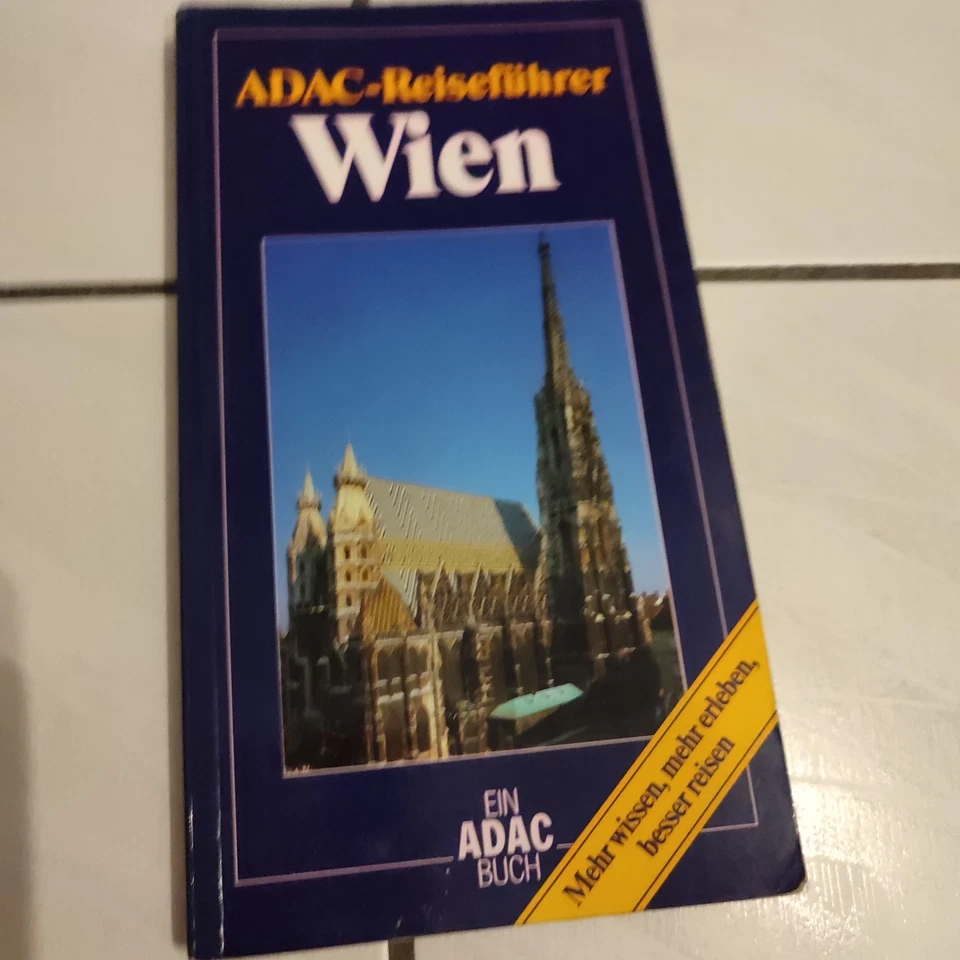 ADAC-Reiseführer
Wien
EIN
ADAC
BUCH
Mehr wissen, mehr erleben,
besser reisen